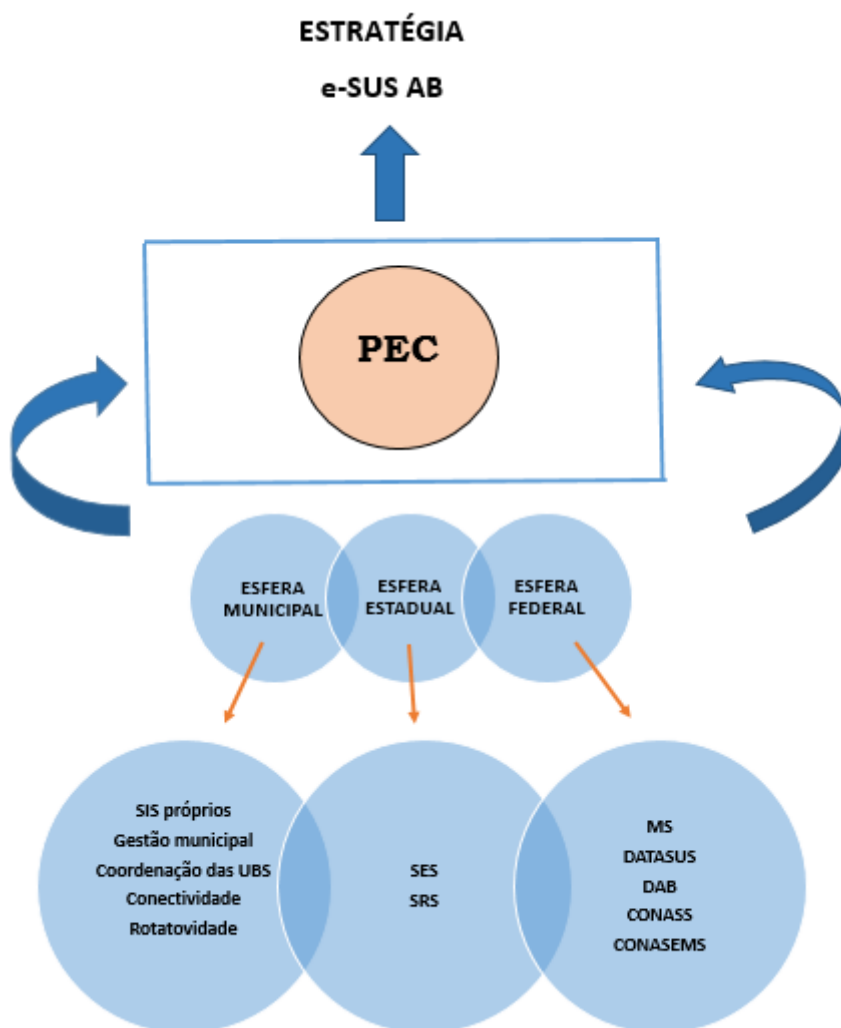 ESTRATÉGIA
e-SUS AB
PEC
ESFERA
MUNICIPAL
ESFERA
ESTADUAL
ESFERA
FEDERAL
SIS próprios
Gestão municipal
Coordenação das UBS
Conectividade
Rotatovidade
SES
SRS
MS
DATASUS
DAB
CONASS
CONASEMS